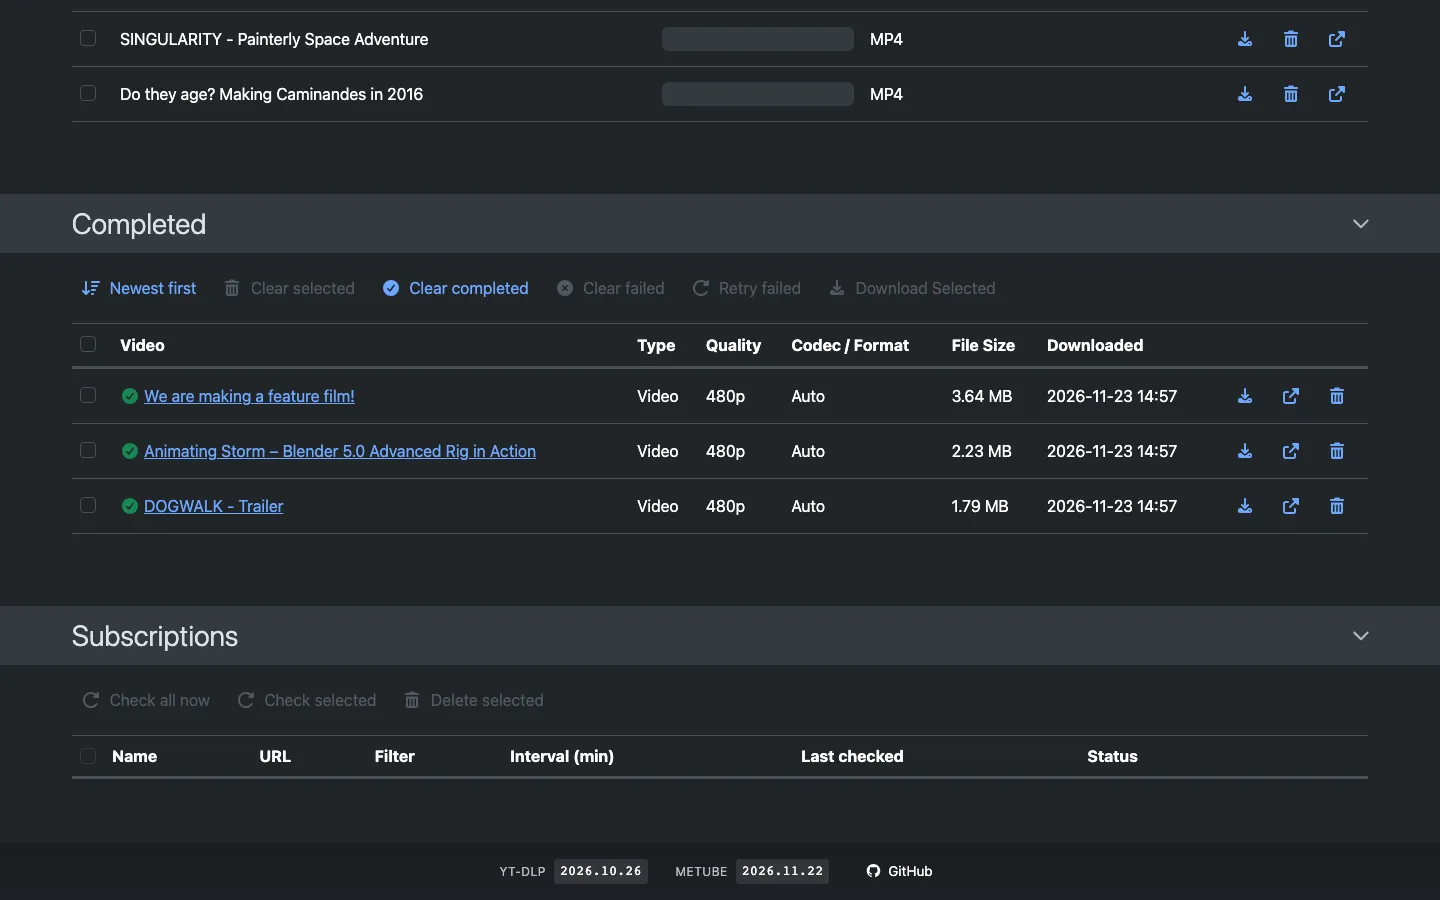 SINGULARITY - Painterly Space Adventure MP4
Do they age? Making Caminandes in 2016 MP4
Completed
Newest first Clear selected Clear completed Clear failed Retry failed Download Selected
Video Type Quality Codec / Format File Size Downloaded
We are making a feature film! Video 480p Auto 3.64 MB 2026-11-23 14:57
Animating Storm – Blender 5.0 Advanced Rig in Action Video 480p Auto 2.23 MB 2026-11-23 14:57
DOGWALK - Trailer Video 480p Auto 1.79 MB 2026-11-23 14:57
Subscriptions
Check all now Check selected Delete selected
Name URL Filter Interval (min) Last checked Status
YT-DLP 2026.10.26 METUBE 2026.11.22 GitHub